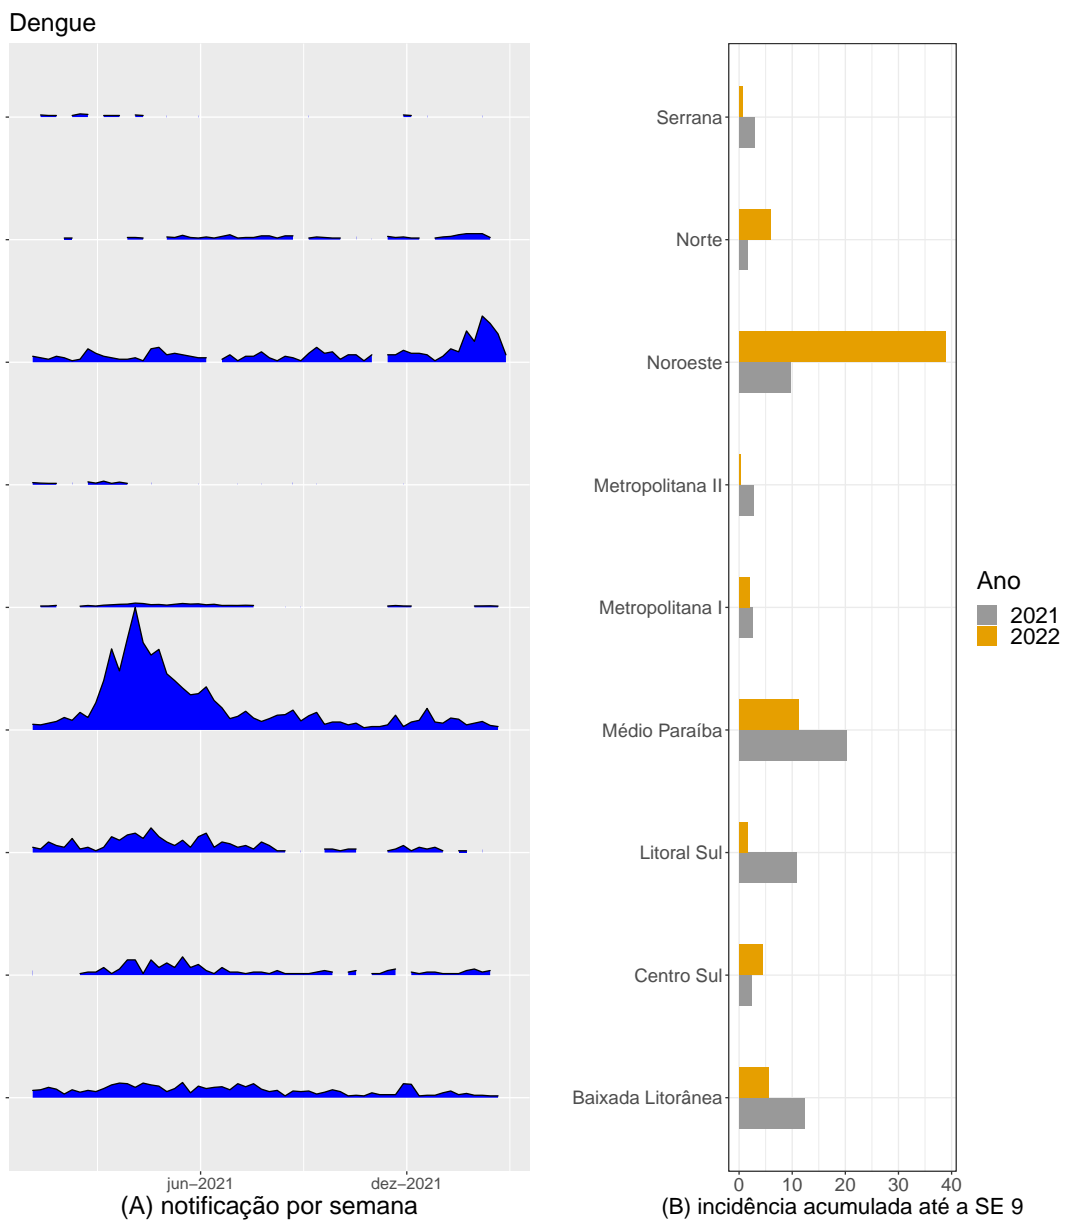 Dengue
Serrana
Norte
Noroeste
Metropolitana II
Metropolitana I
Médio Paraíba
Litoral Sul
Centro Sul
Baixada Litorânea
Ano
2021
2022
jun−2021 dez−2021
0 10 20 30 40
(A) notificação por semana
(B) incidência acumulada até a SE 9